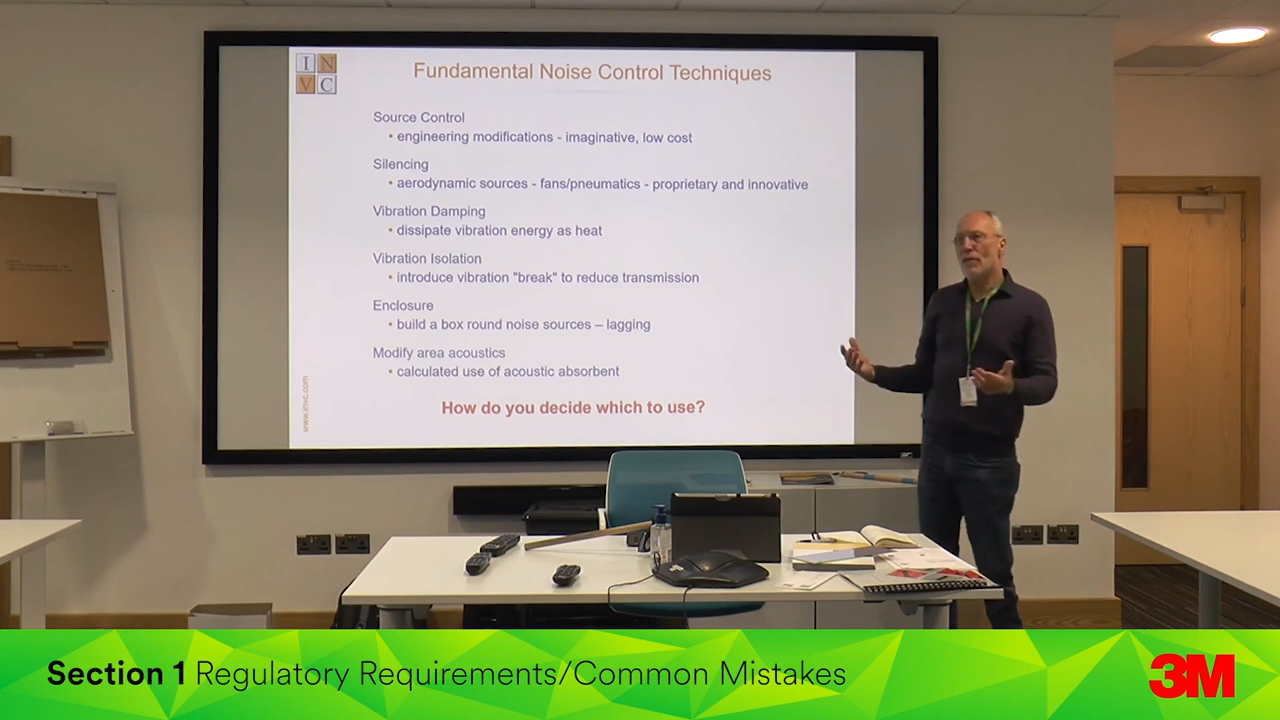 I N
V C
Fundamental Noise Control Techniques
Source Control
• engineering modifications - imaginative, low cost
Silencing
• aerodynamic sources - fans/pneumatics - proprietary and innovative
Vibration Damping
• dissipate vibration energy as heat
Vibration Isolation
• introduce vibration "break" to reduce transmission
Enclosure
• build a box round noise sources – lagging
Modify area acoustics
• calculated use of acoustic absorbent
How do you decide which to use?
www.invc.com
Section 1 Regulatory Requirements/Common Mistakes
3M